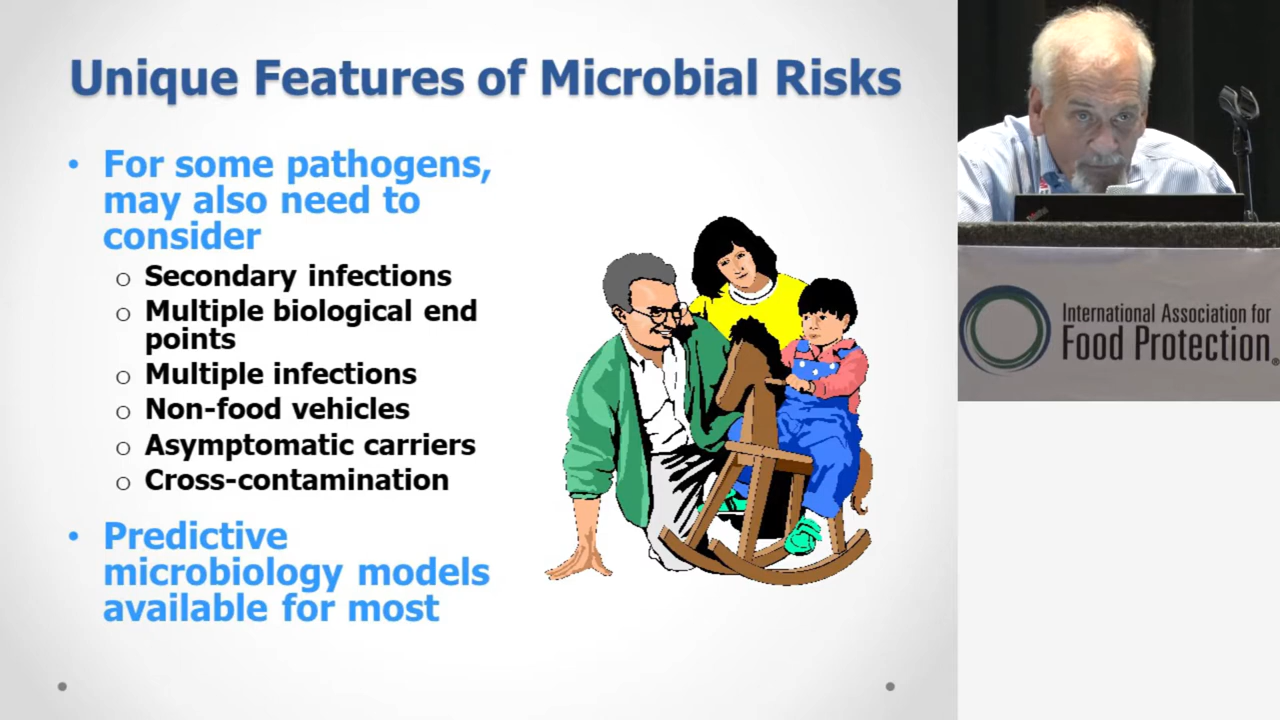 Unique Features of Microbial Risks
• For some pathogens,
may also need to
consider
o Secondary infections
o Multiple biological end
points
o Multiple infections
o Non-food vehicles
o Asymptomatic carriers
o Cross-contamination
• Predictive
microbiology models
available for most
International Association for
Food Protection®